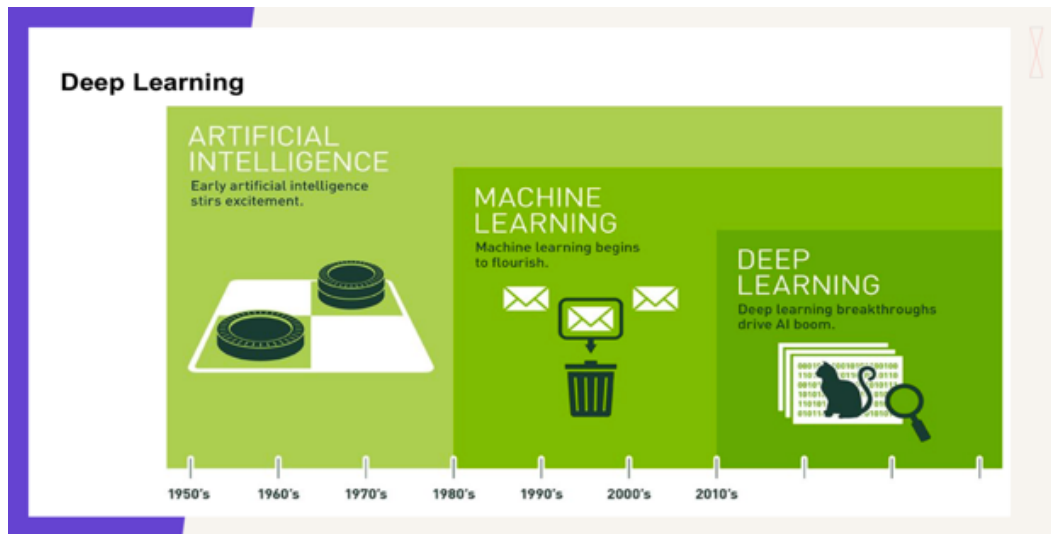 Deep Learning
ARTIFICIAL
INTELLIGENCE
Early artificial intelligence
stirs excitement.
MACHINE
LEARNING
Machine learning begins
to flourish.
DEEP
LEARNING
Deep learning breakthroughs
drive AI boom.
1950's 1960's 1970's 1980's 1990's 2000's 2010's